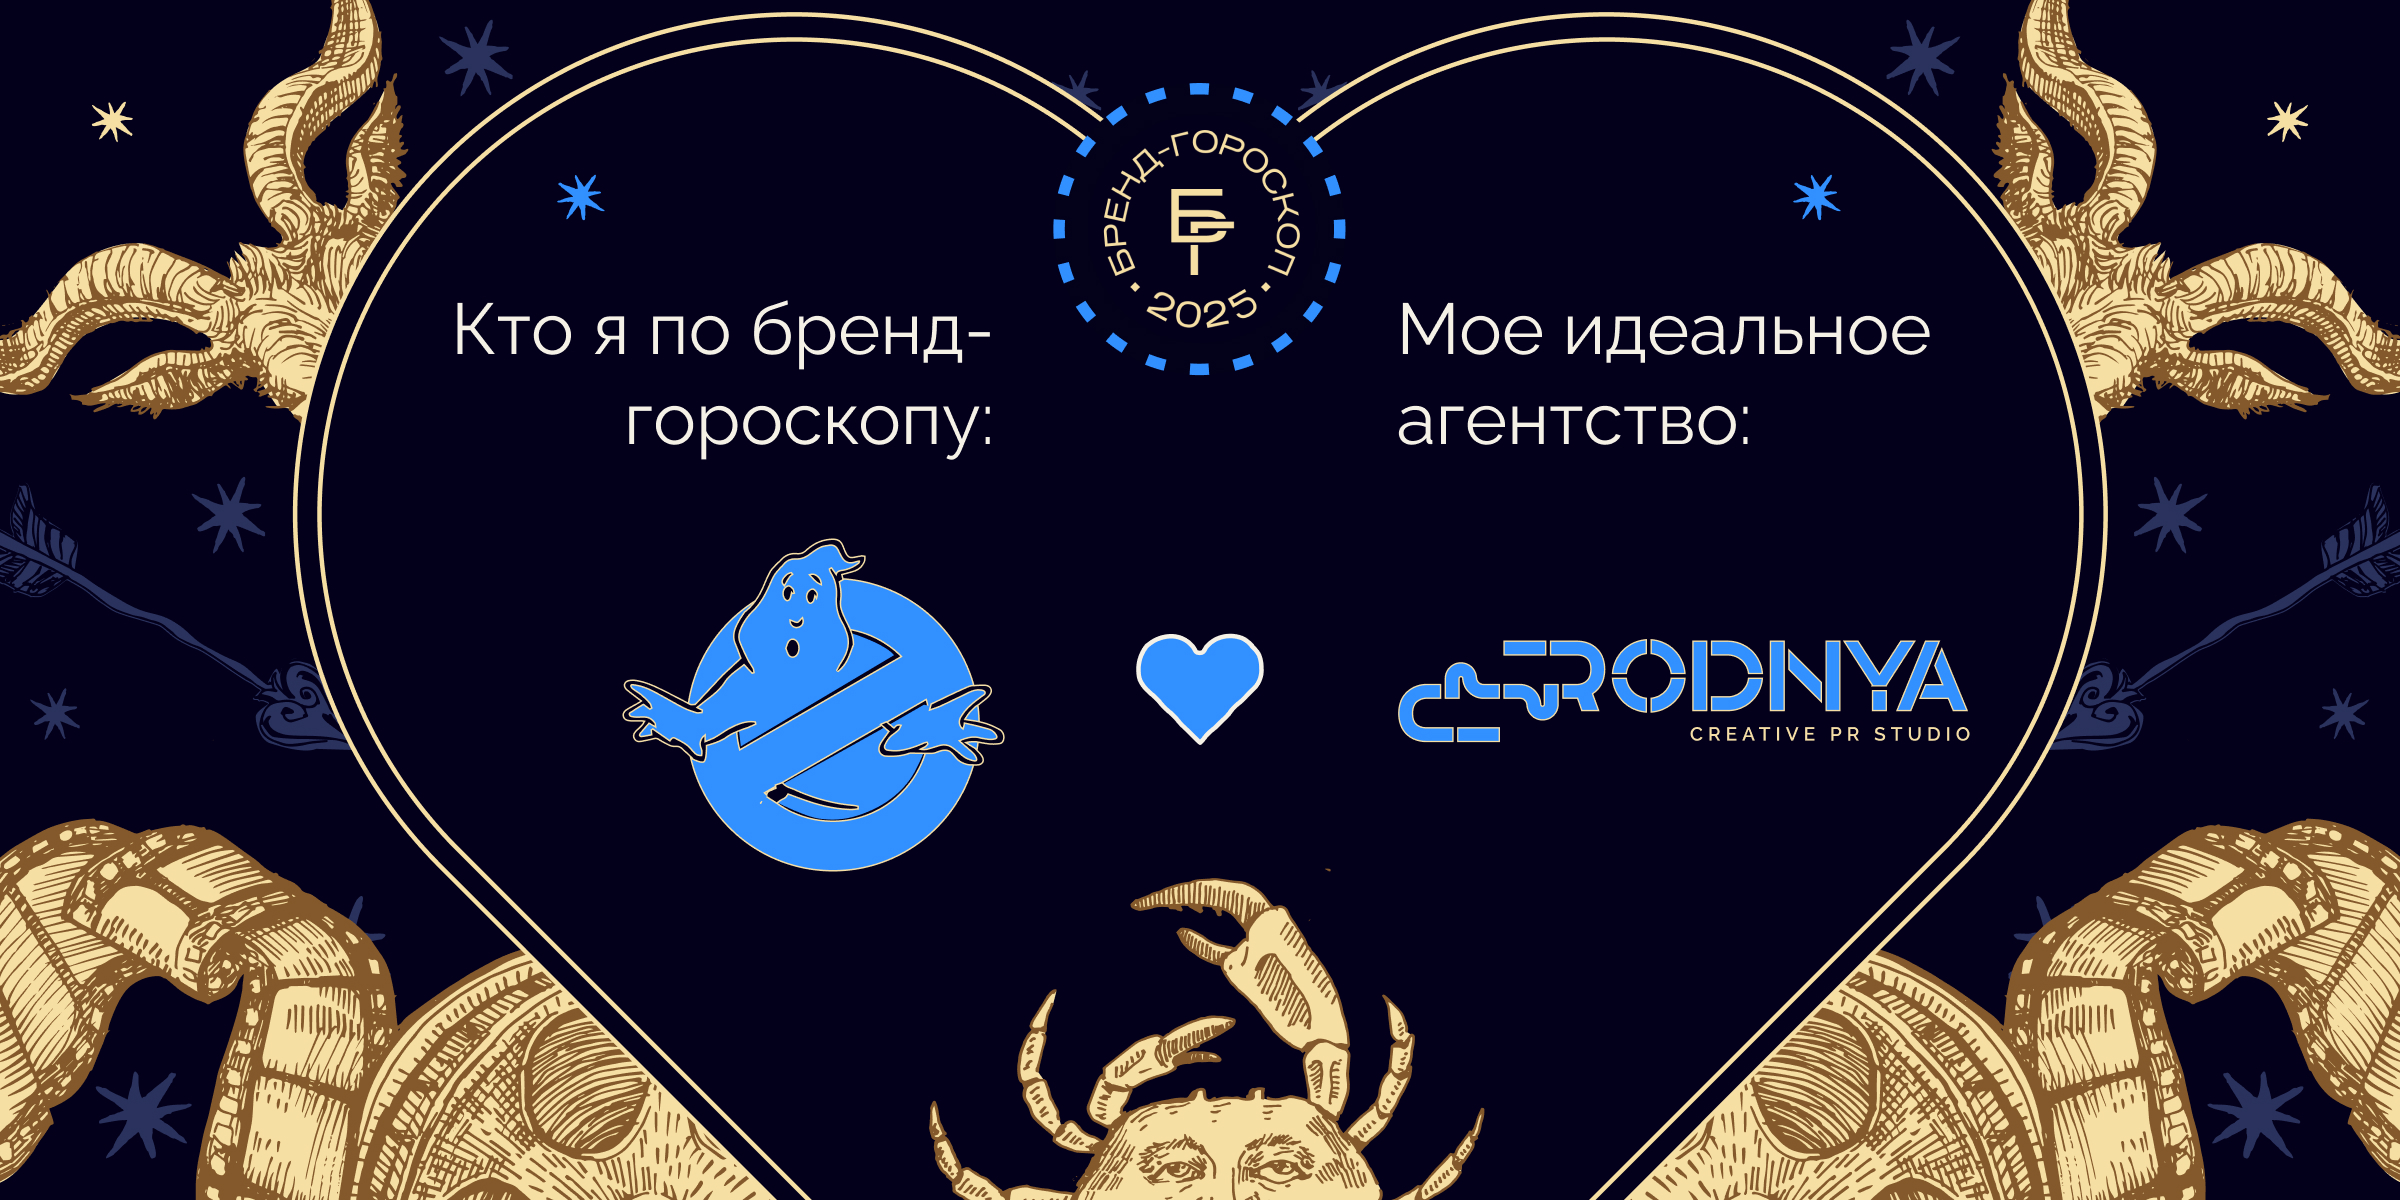 БРЕНД-ГОРОСКОП
БГ
• 2025 •
Кто я по бренд-
гороскопу:
Мое идеальное
агентство:
RODNYA
CREATIVE PR STUDIO